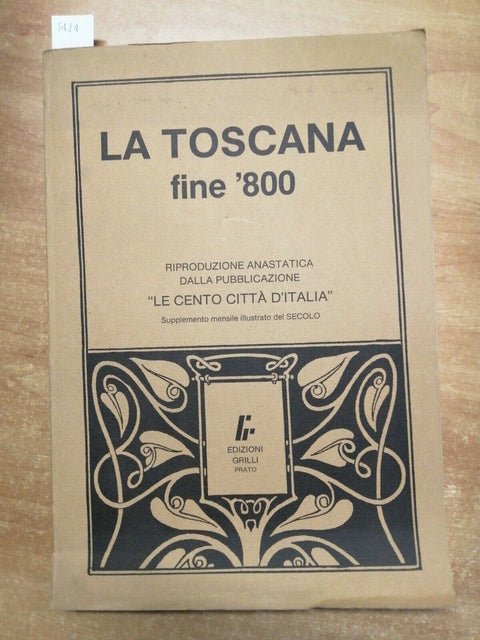 3424
LA TOSCANA
fine '800
RIPRODUZIONE ANASTATICA
DALLA PUBBLICAZIONE
“LE CENTO CITTÀ D'ITALIA”
Supplemento mensile illustrato del SECOLO
EDIZIONI
GRILLI
PRATO